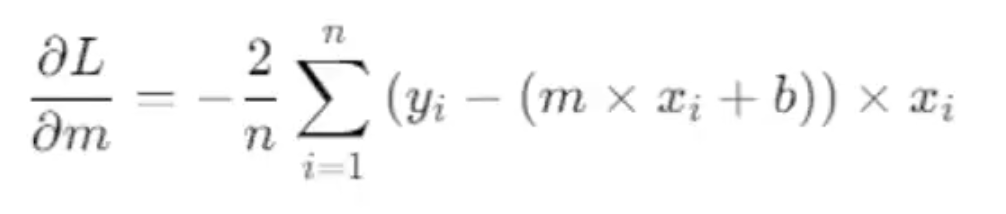 ∂L/∂m = −2/n ∑_{i=1}^{n} (y_i − (m × x_i + b)) × x_i